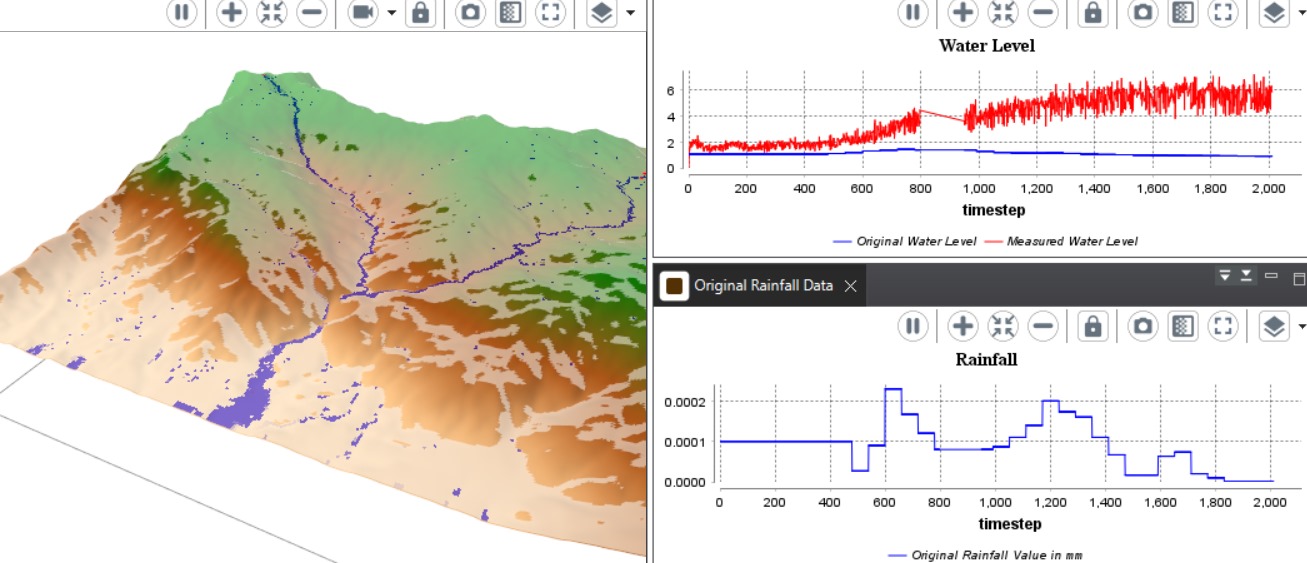 Water Level
6
4
2
0
0 200 400 600 800 1,000 1,200 1,400 1,600 1,800 2,000
timestep
Original Water Level Measured Water Level
Original Rainfall Data
Rainfall
0.0002
0.0001
0.0000
0 200 400 600 800 1,000 1,200 1,400 1,600 1,800 2,000
timestep
Original Rainfall Value in mm